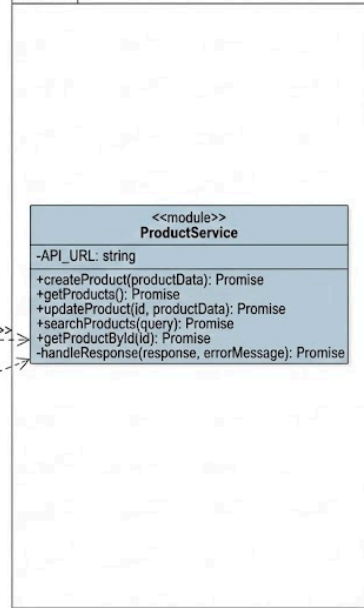 <<module>>
ProductService
-API_URL: string
+createProduct(productData): Promise
+getProducts(): Promise
+updateProduct(id, productData): Promise
+searchProducts(query): Promise
+getProductById(id): Promise
-handleResponse(response, errorMessage): Promise
>>